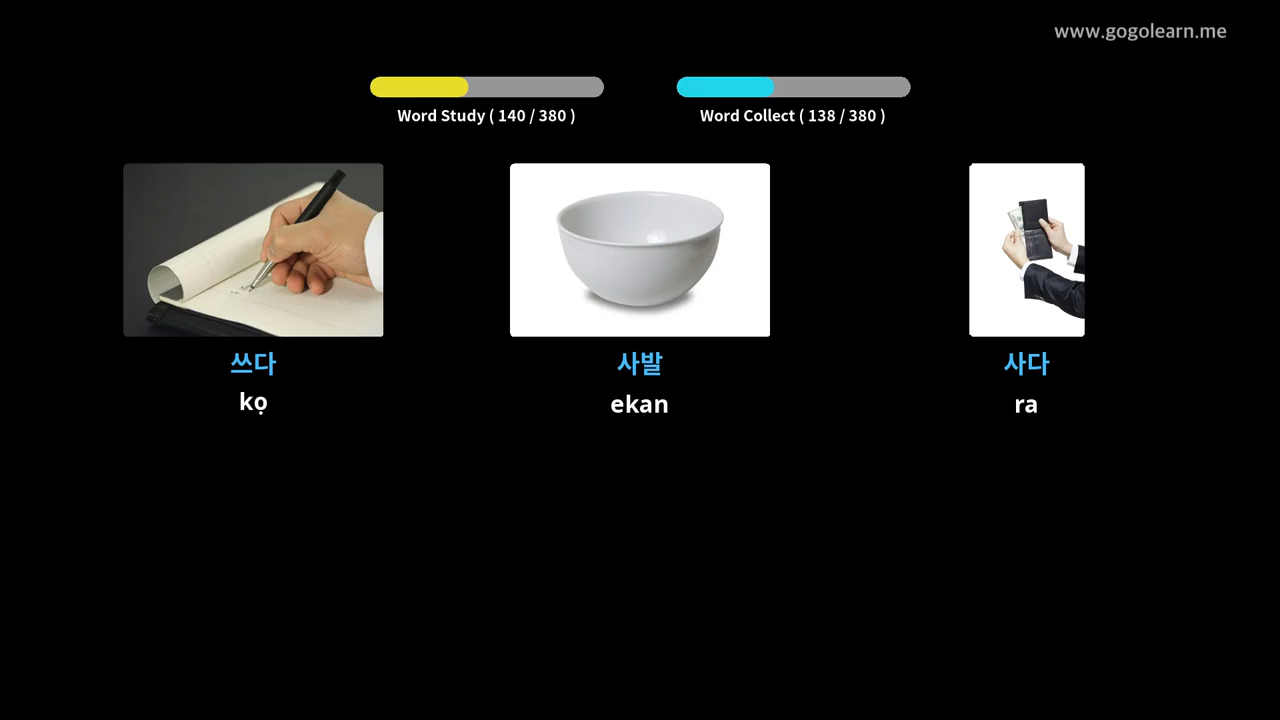 www.gogolearn.me
Word Study ( 140 / 380 )
Word Collect ( 138 / 380 )
쓰다
사발
사다
kọ
ekan
ra